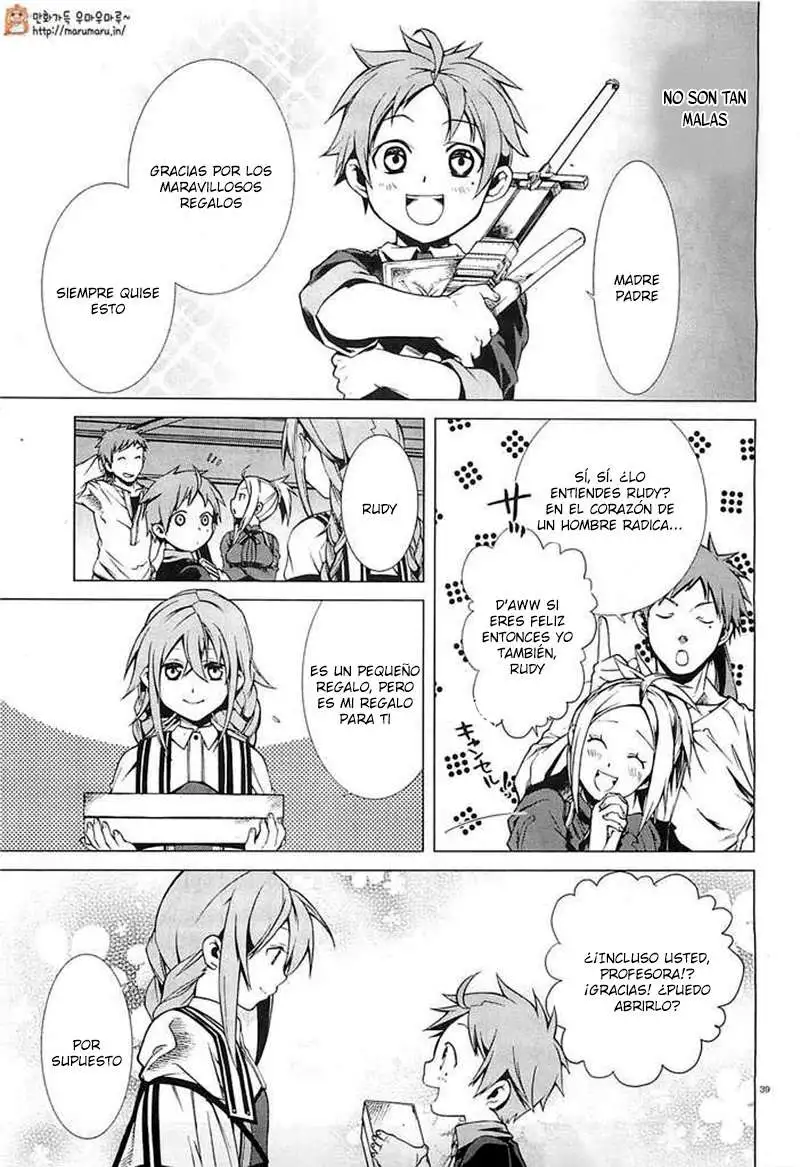 만화가득 우마우마루~
http://marumaru.in/
NO SON TAN
MALAS
MADRE
PADRE
GRACIAS POR LOS
MARAVILLOSOS
REGALOS
SIEMPRE QUISE
ESTO
SÍ, SÍ. ¿LO
ENTIENDES RUDY?
EN EL CORAZÓN DE
UN HOMBRE RADICA...
D'AWW SI
ERES FELIZ
ENTONCES YO
TAMBIÉN,
RUDY
キャンセル!!
RUDY
ES UN PEQUEÑO
REGALO, PERO
ES MI REGALO
PARA TI
¿¡INCLUSO USTED,
PROFESORA!?
¡GRACIAS! ¿PUEDO
ABRIRLO?
POR
SUPUESTO
39